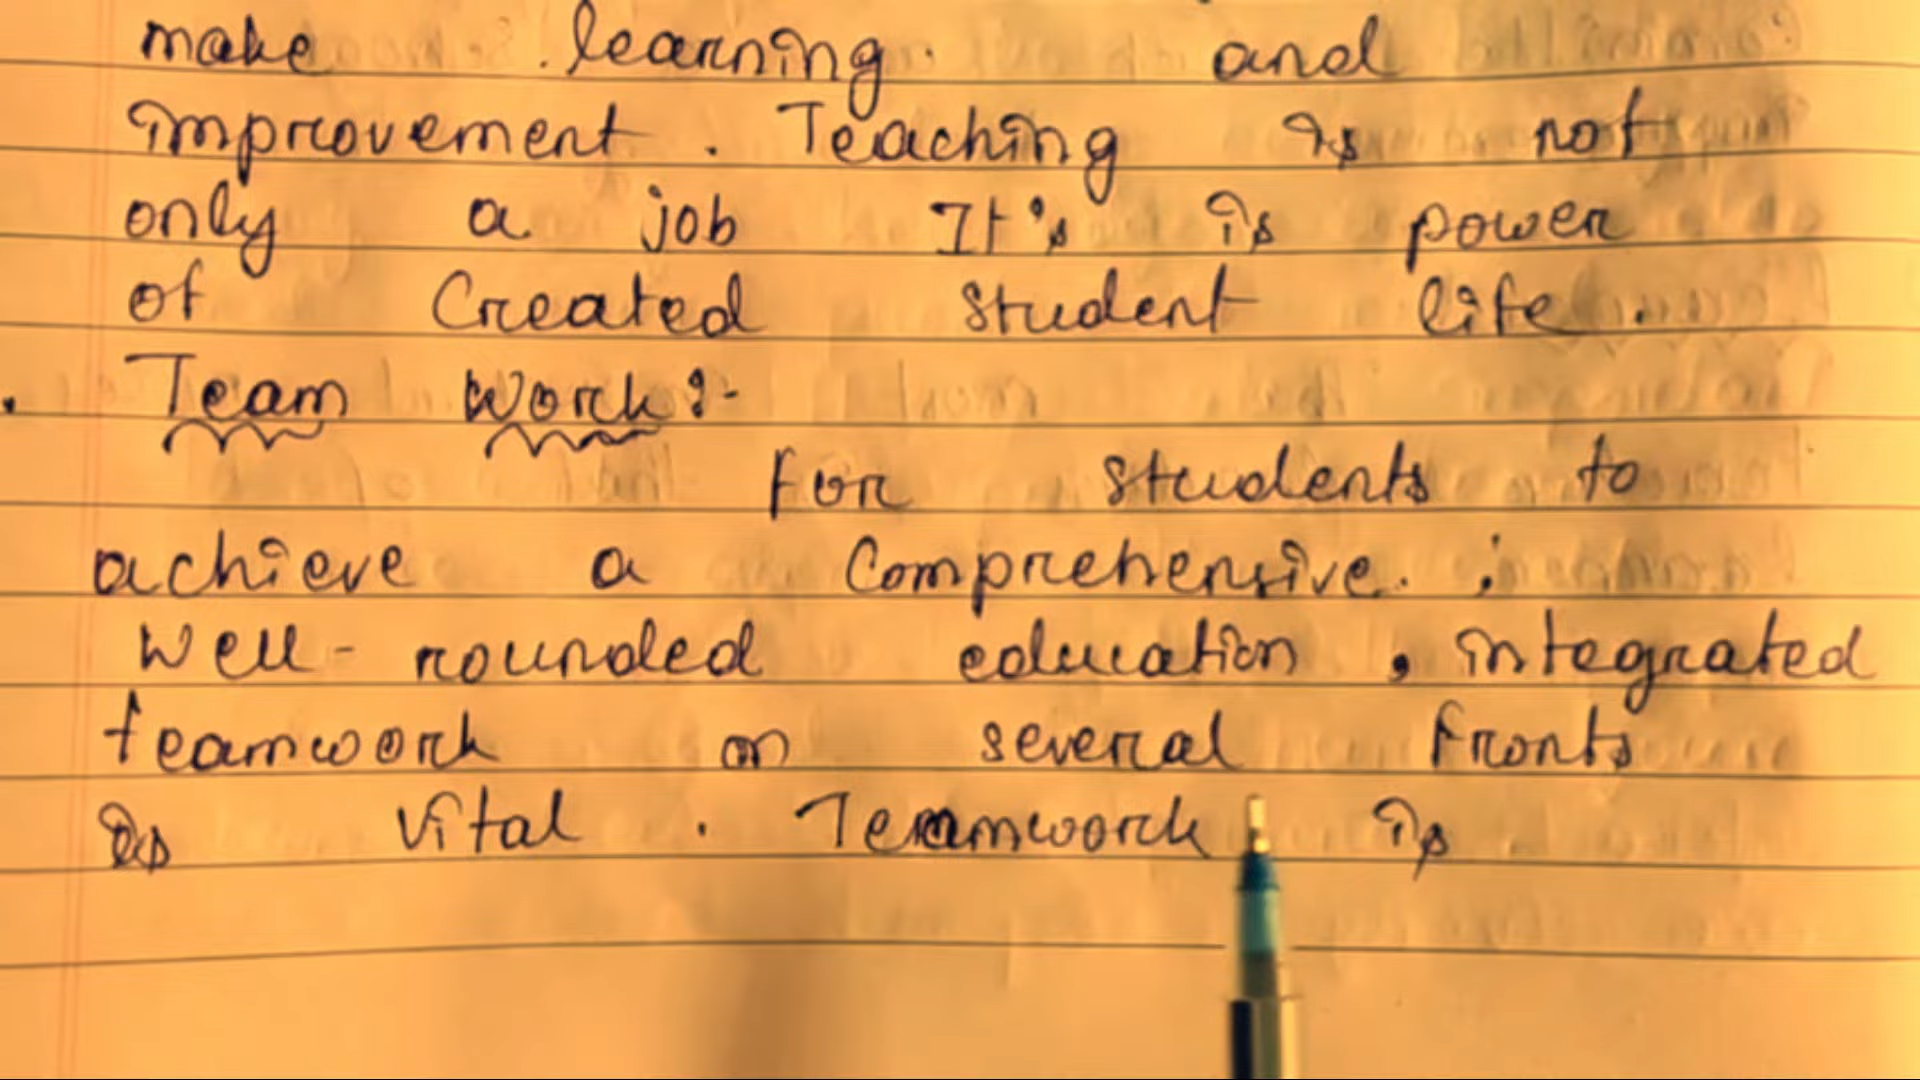 make learning and
improvement. Teaching is not
only a job It's is power
of Created student life.
Team Work:-
For students to
achieve a Comprehensive. ;
Well-rounded education, integrated
teamwork on several fronts
is vital. Teamwork is